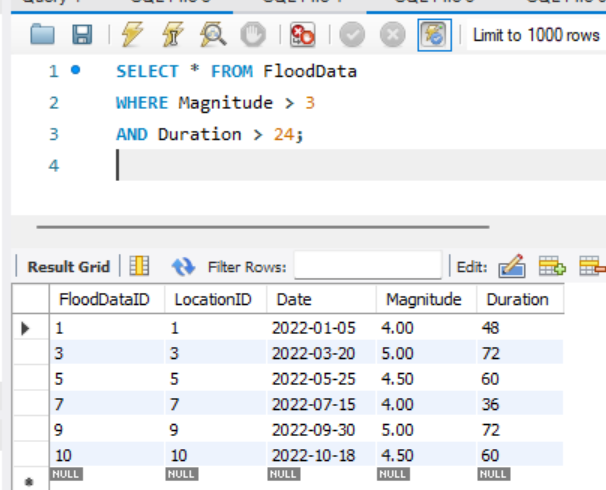 Limit to 1000 rows
1 SELECT * FROM FloodData
2 WHERE Magnitude > 3
3 AND Duration > 24;
4
Result Grid Filter Rows: Edit:
FloodDataID LocationID Date Magnitude Duration
1 1 2022-01-05 4.00 48
3 3 2022-03-20 5.00 72
5 5 2022-05-25 4.50 60
7 7 2022-07-15 4.00 36
9 9 2022-09-30 5.00 72
10 10 2022-10-18 4.50 60
NULL NULL NULL NULL NULL